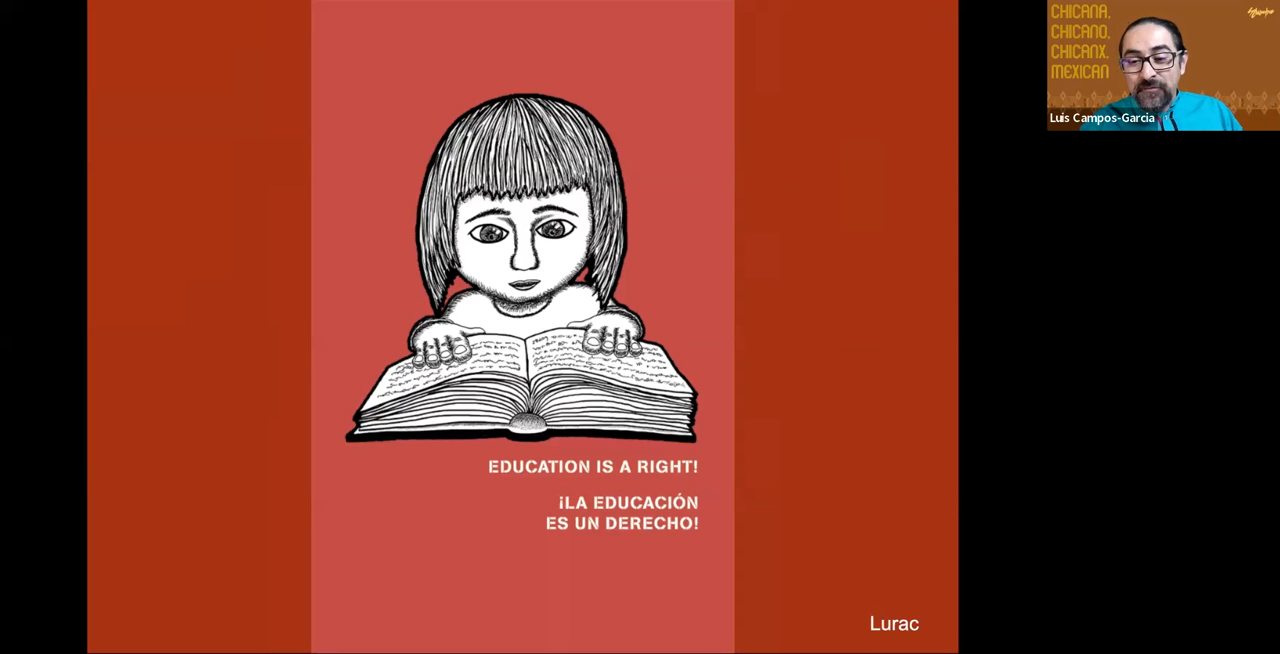 EDUCATION IS A RIGHT!
¡LA EDUCACIÓN
ES UN DERECHO!
Lurac
CHICANA,
CHICANO,
CHICANX,
MEXICAN
Luis Campos-Garcia